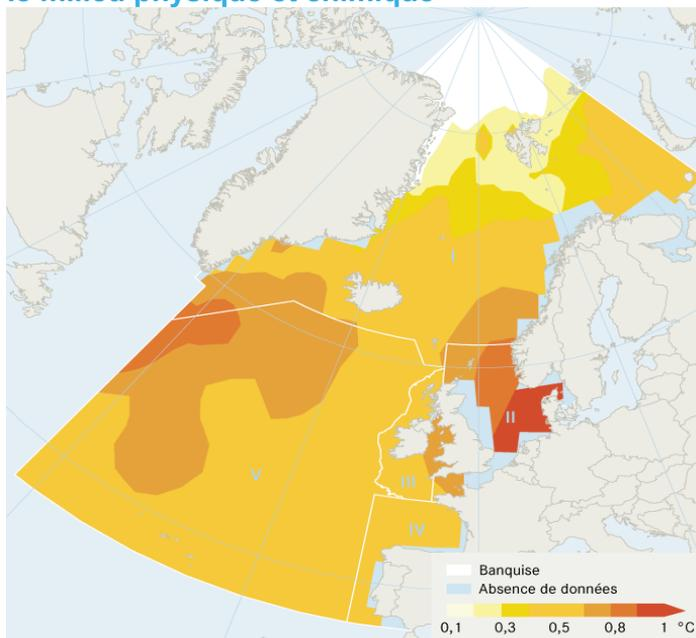 le milieu physique et chimique
I
II
V
III
IV
Banquise
Absence de données
0,1 0,3 0,5 0,8 1 °C